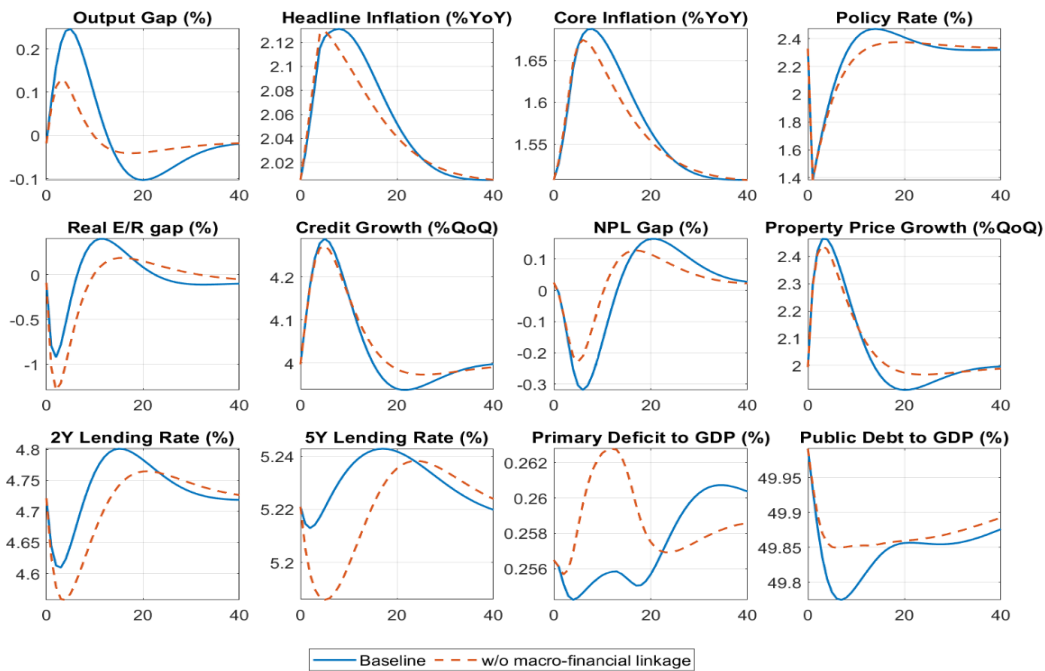 Output Gap (%)
0.2
0.1
0
-0.1
0 20 40
Headline Inflation (%YoY)
2.12
2.1
2.08
2.06
2.04
2.02
0 20 40
Core Inflation (%YoY)
1.65
1.6
1.55
0 20 40
Policy Rate (%)
2.4
2.2
2
1.8
1.6
1.4
0 20 40
Real E/R gap (%)
0
-0.5
-1
0 20 40
Credit Growth (%QoQ)
4.2
4.1
4
0 20 40
NPL Gap (%)
0.1
0
-0.1
-0.2
-0.3
0 20 40
Property Price Growth (%QoQ)
2.4
2.3
2.2
2.1
2
0 20 40
2Y Lending Rate (%)
4.8
4.75
4.7
4.65
4.6
0 20 40
5Y Lending Rate (%)
5.24
5.22
5.2
0 20 40
Primary Deficit to GDP (%)
0.262
0.26
0.258
0.256
0 20 40
Public Debt to GDP (%)
49.95
49.9
49.85
49.8
0 20 40
Baseline w/o macro-financial linkage